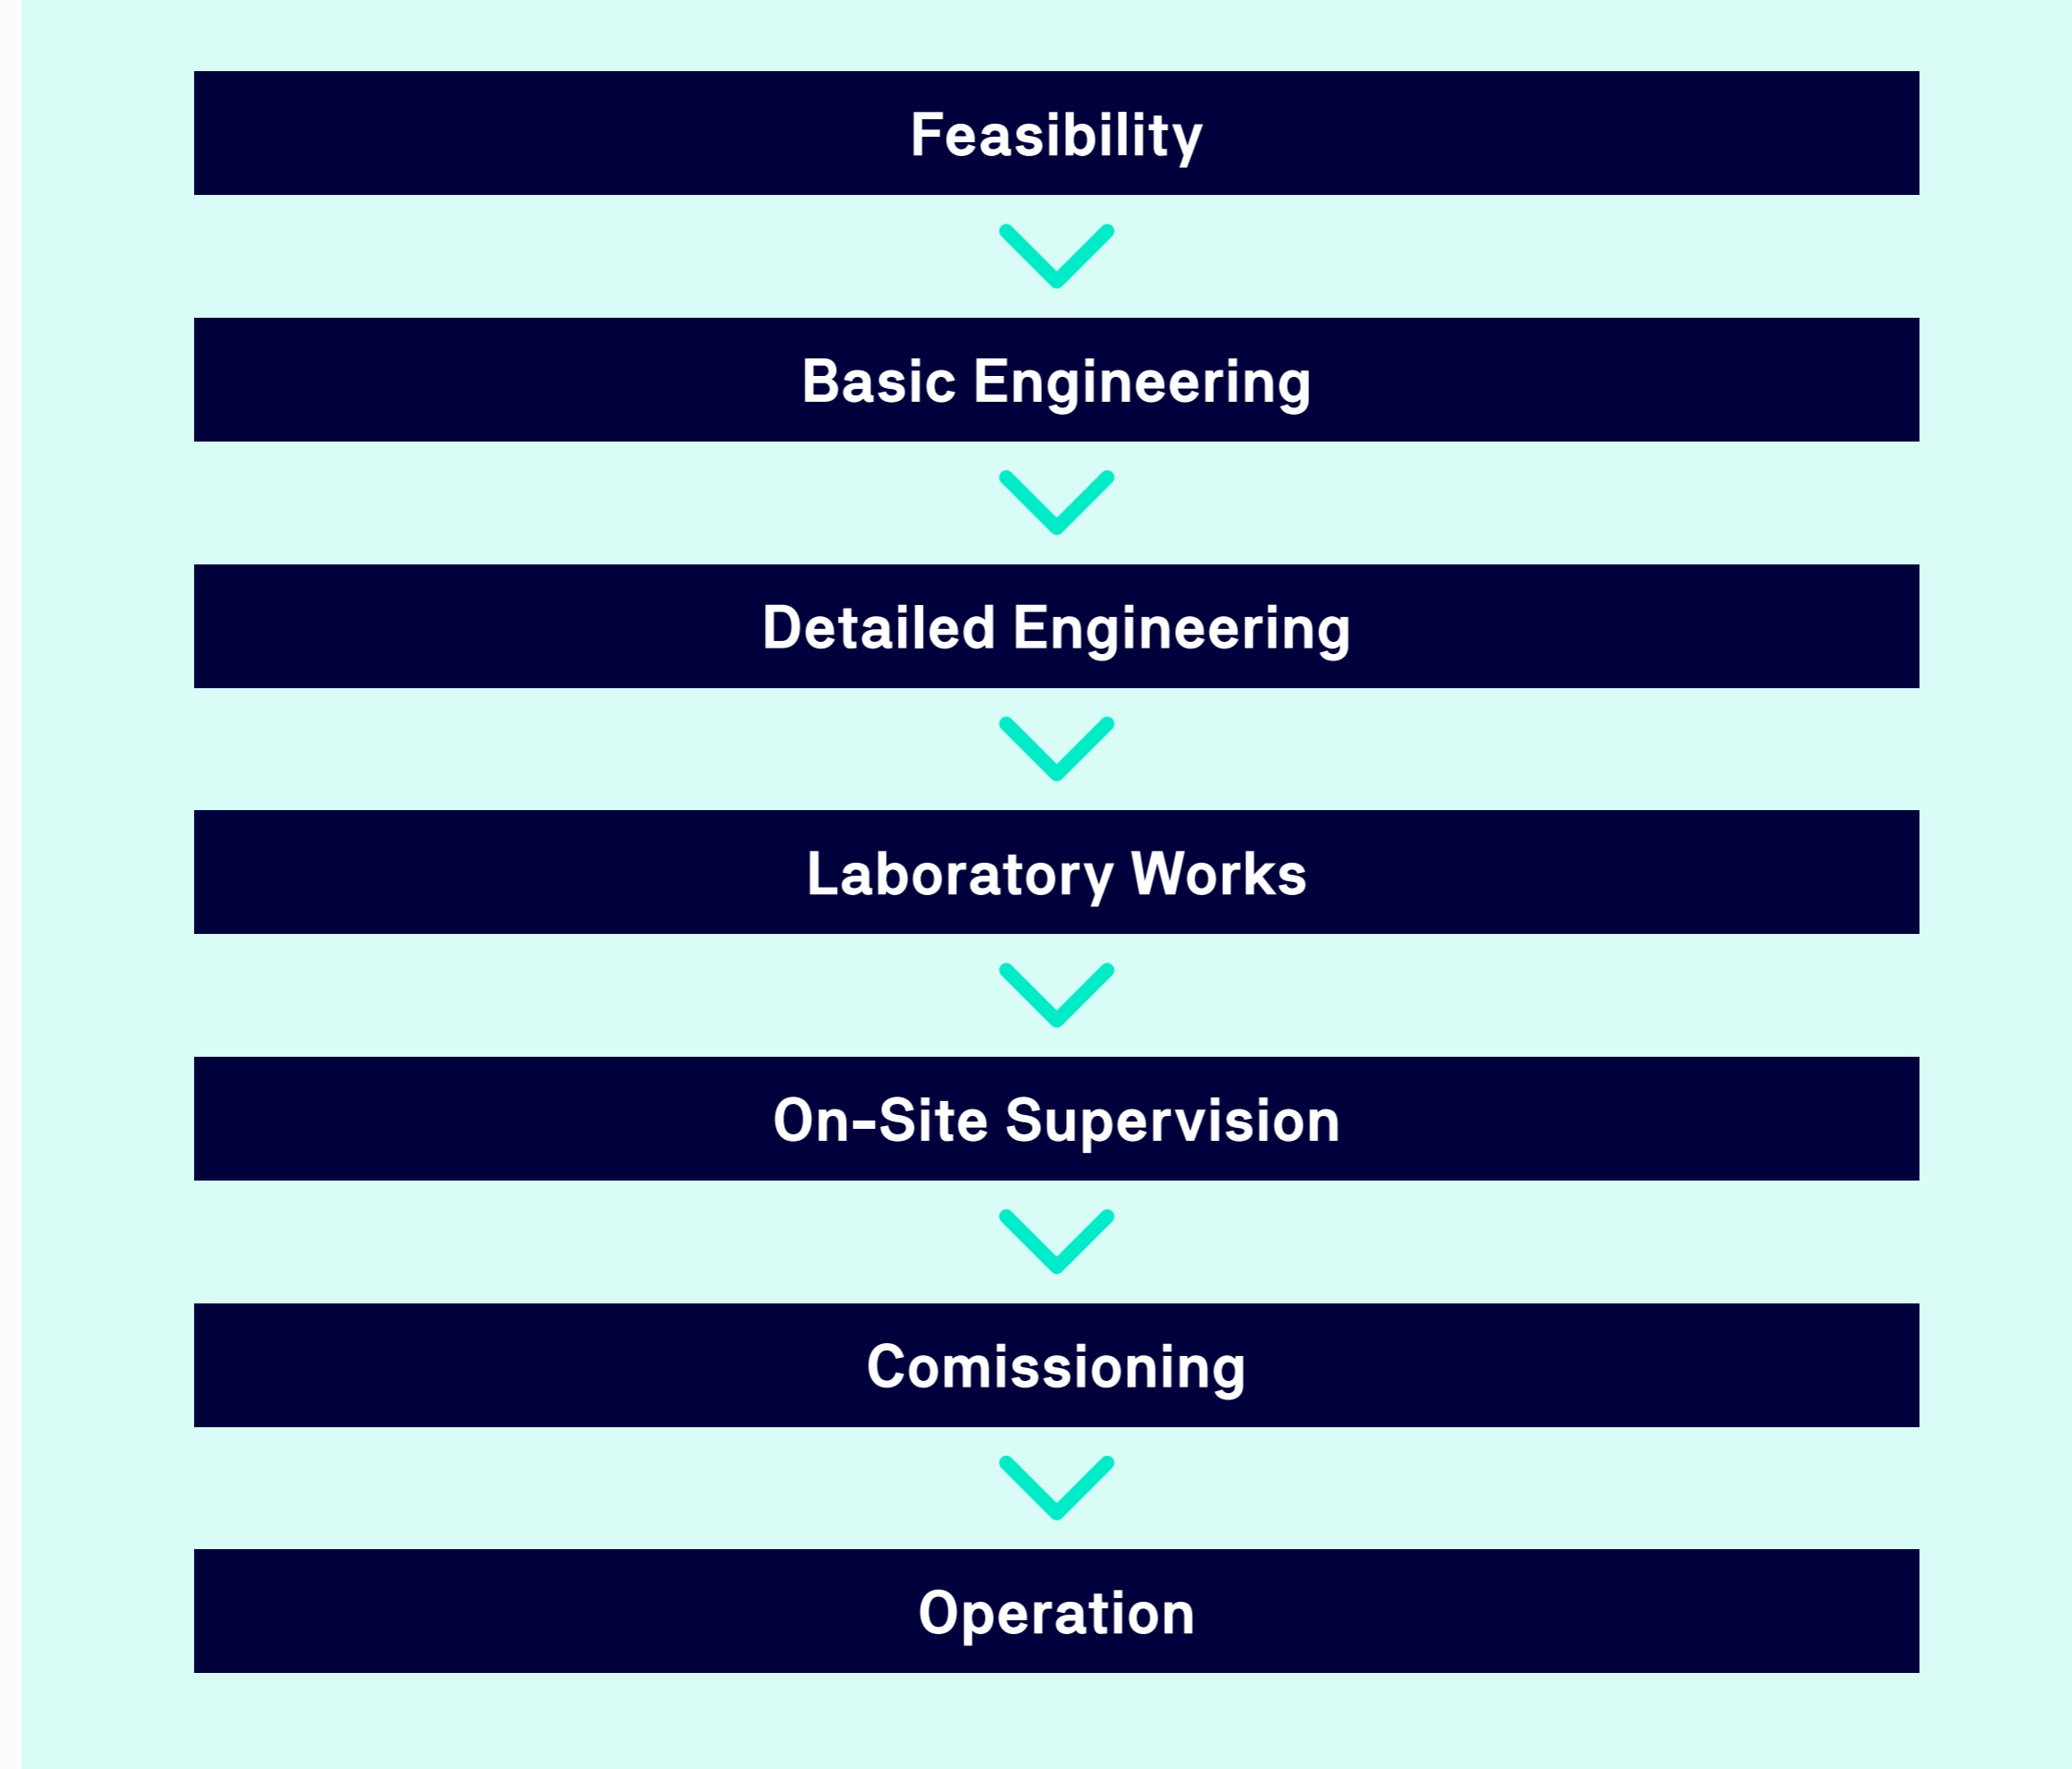 Feasibility
Basic Engineering
Detailed Engineering
Laboratory Works
On-Site Supervision
Comissioning
Operation